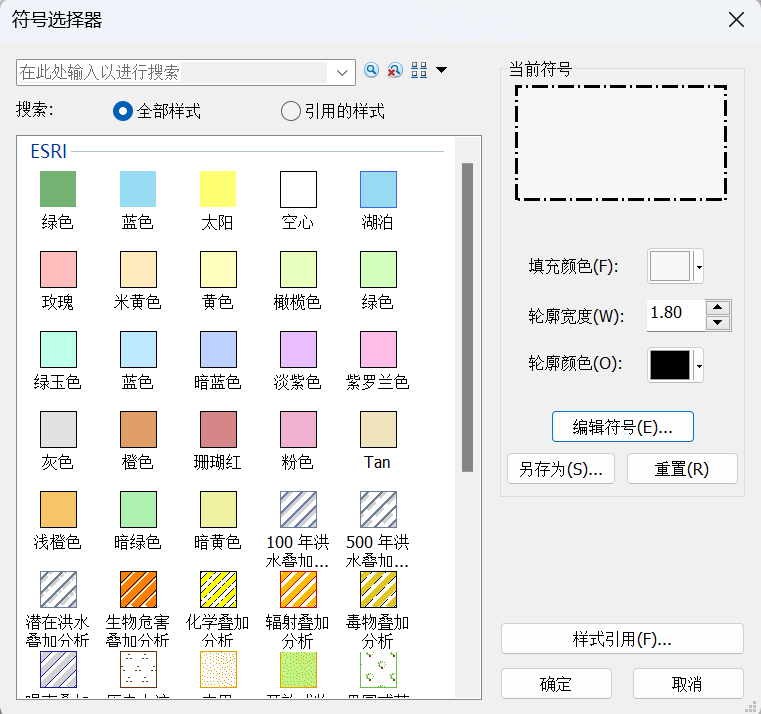 符号选择器
在此处输入以进行搜索
搜索:
全部样式
引用的样式
ESRI
绿色
蓝色
太阳
空心
湖泊
玫瑰
米黄色
黄色
橄榄色
绿色
绿玉色
蓝色
暗蓝色
淡紫色
紫罗兰色
灰色
橙色
珊瑚红
粉色
Tan
浅橙色
暗绿色
暗黄色
100 年洪
水叠加...
500 年洪
水叠加...
潜在洪水
叠加分析
生物危害
叠加分析
化学叠加
分析
辐射叠加
分析
毒物叠加
分析
当前符号
填充颜色(F):
轮廓宽度(W):
1.80
轮廓颜色(O):
编辑符号(E)...
另存为(S)...
重置(R)
样式引用(F)...
确定
取消